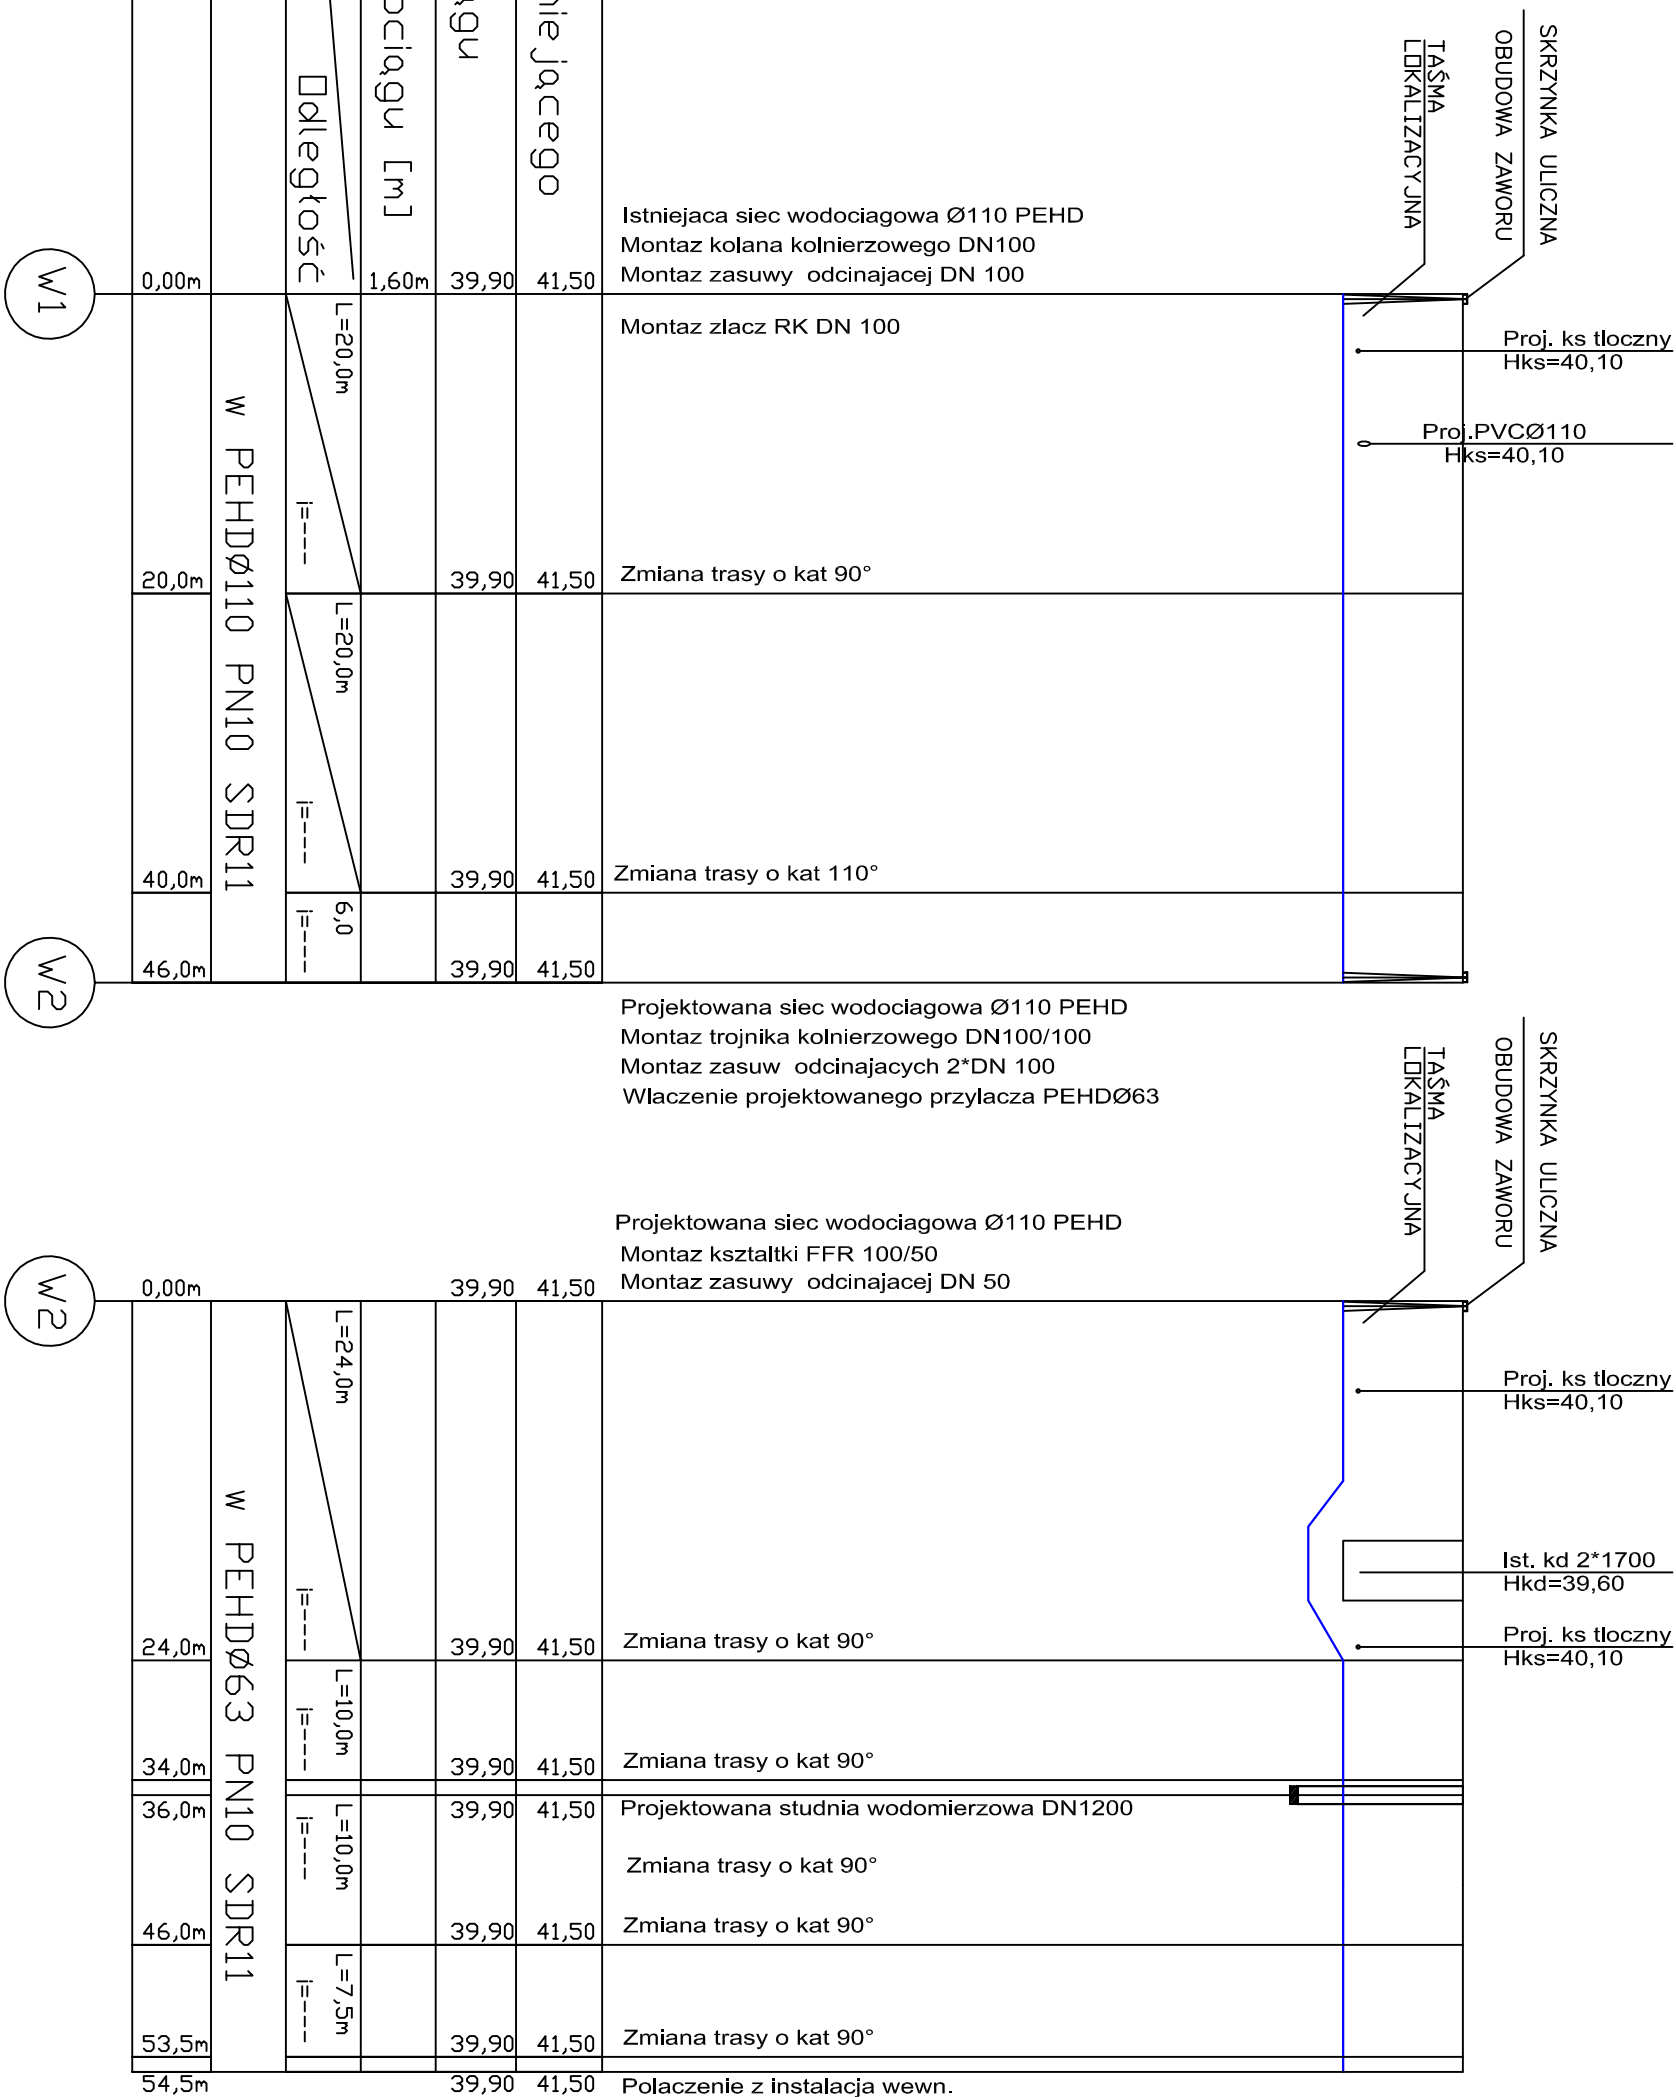 ociągu [m]
ągu
niejącego
Odległość
SKRZYNKA ULICZNA
OBUDOWA ZAWORU
TAŚMA
LOKALIZACYJNA
Istniejaca siec wodociagowa Ø110 PEHD
Montaz kolana kolnierzowego DN100
Montaz zasuwy odcinajacej DN 100
W1
0,00m
1,60m
39,90
41,50
Montaz zlacz RK DN 100
L=20,0m
i=----
Proj. ks tloczny
Hks=40,10
Proj.PVCØ110
Hks=40,10
W PEHDØ110 PN10 SDR11
20,0m
39,90
41,50
Zmiana trasy o kat 90°
L=20,0m
i=----
40,0m
39,90
41,50
Zmiana trasy o kat 110°
6,0
i=----
46,0m
39,90
41,50
W2
Projektowana siec wodociagowa Ø110 PEHD
Montaz trojnika kolnierzowego DN100/100
Montaz zasuw odcinajacych 2*DN 100
Wlaczenie projektowanego przylacza PEHDØ63
SKRZYNKA ULICZNA
OBUDOWA ZAWORU
TAŚMA
LOKALIZACYJNA
Projektowana siec wodociagowa Ø110 PEHD
Montaz ksztaltki FFR 100/50
Montaz zasuwy odcinajacej DN 50
W2
0,00m
39,90
41,50
L=24,0m
i=----
Proj. ks tloczny
Hks=40,10
Ist. kd 2*1700
Hkd=39,60
Proj. ks tloczny
Hks=40,10
W PEHDØ63 PN10 SDR11
24,0m
39,90
41,50
Zmiana trasy o kat 90°
L=10,0m
i=----
34,0m
39,90
41,50
Zmiana trasy o kat 90°
36,0m
39,90
41,50
Projektowana studnia wodomierzowa DN1200
L=10,0m
i=----
Zmiana trasy o kat 90°
46,0m
39,90
41,50
Zmiana trasy o kat 90°
L=7,5m
i=----
53,5m
39,90
41,50
Zmiana trasy o kat 90°
54,5m
39,90
41,50
Polaczenie z instalacja wewn.